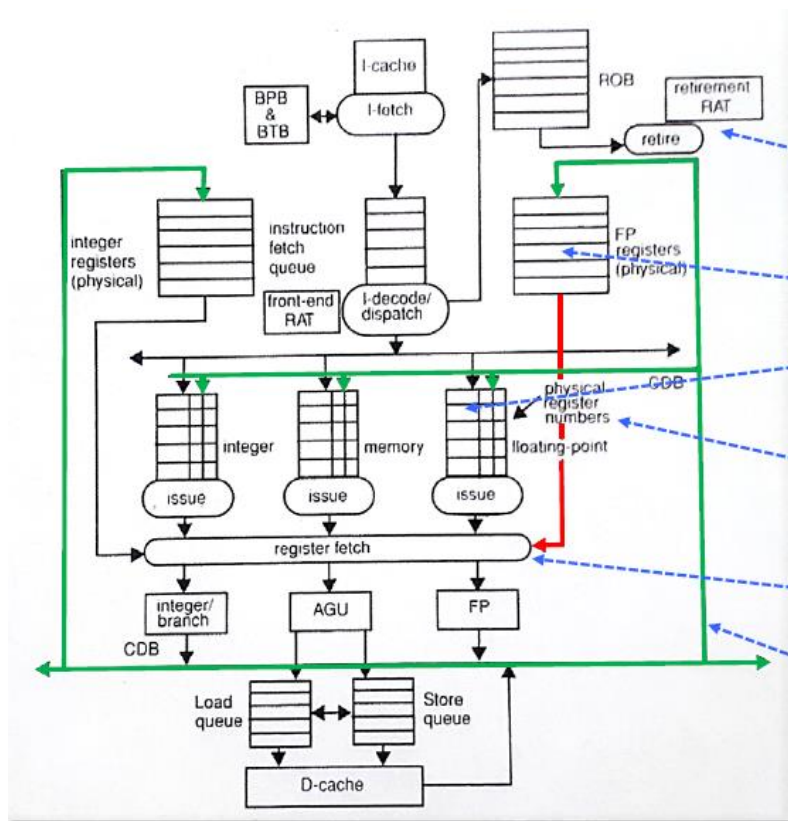 I-cache
I-fetch
BPB
&
BTB
ROB
retirement
RAT
retire
integer
registers
(physical)
instruction
fetch
queue
FP
registers
(physical)
front-end
RAT
I-decode/
dispatch
CDB
physical
register
numbers
integer
memory
floating-point
issue
issue
issue
register fetch
integer/
branch
AGU
FP
CDB
Load
queue
Store
queue
D-cache